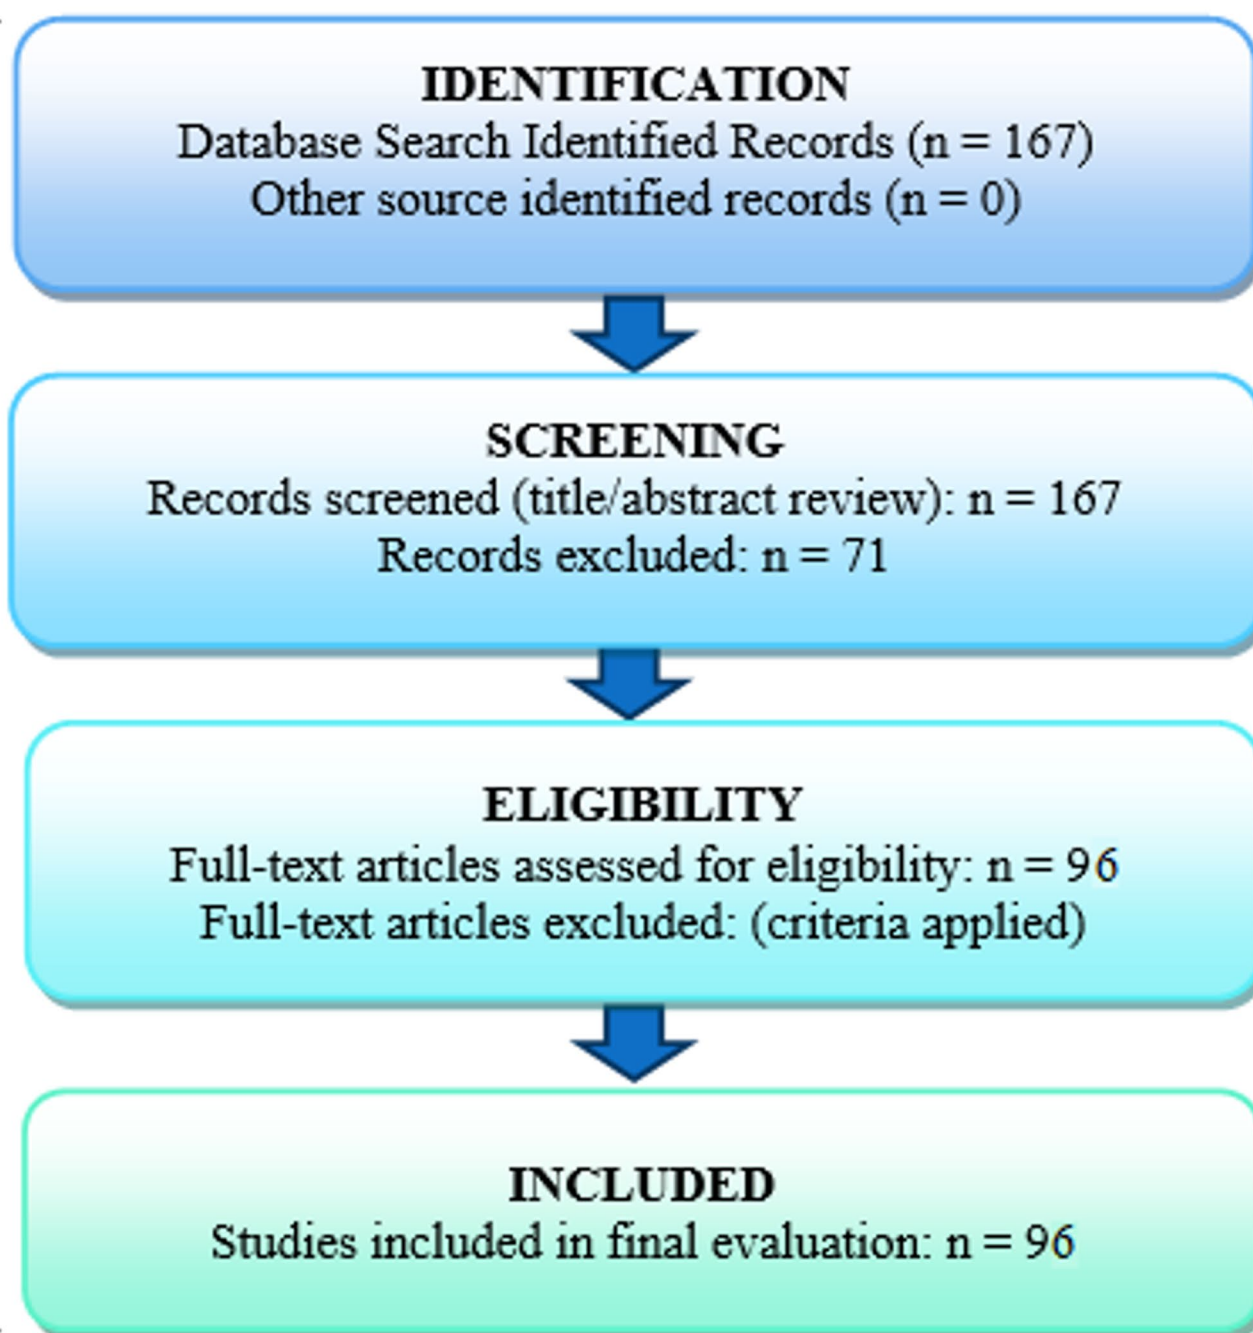 IDENTIFICATION
Database Search Identified Records (n = 167)
Other source identified records (n = 0)
SCREENING
Records screened (title/abstract review): n = 167
Records excluded: n = 71
ELIGIBILITY
Full-text articles assessed for eligibility: n = 96
Full-text articles excluded: (criteria applied)
INCLUDED
Studies included in final evaluation: n = 96